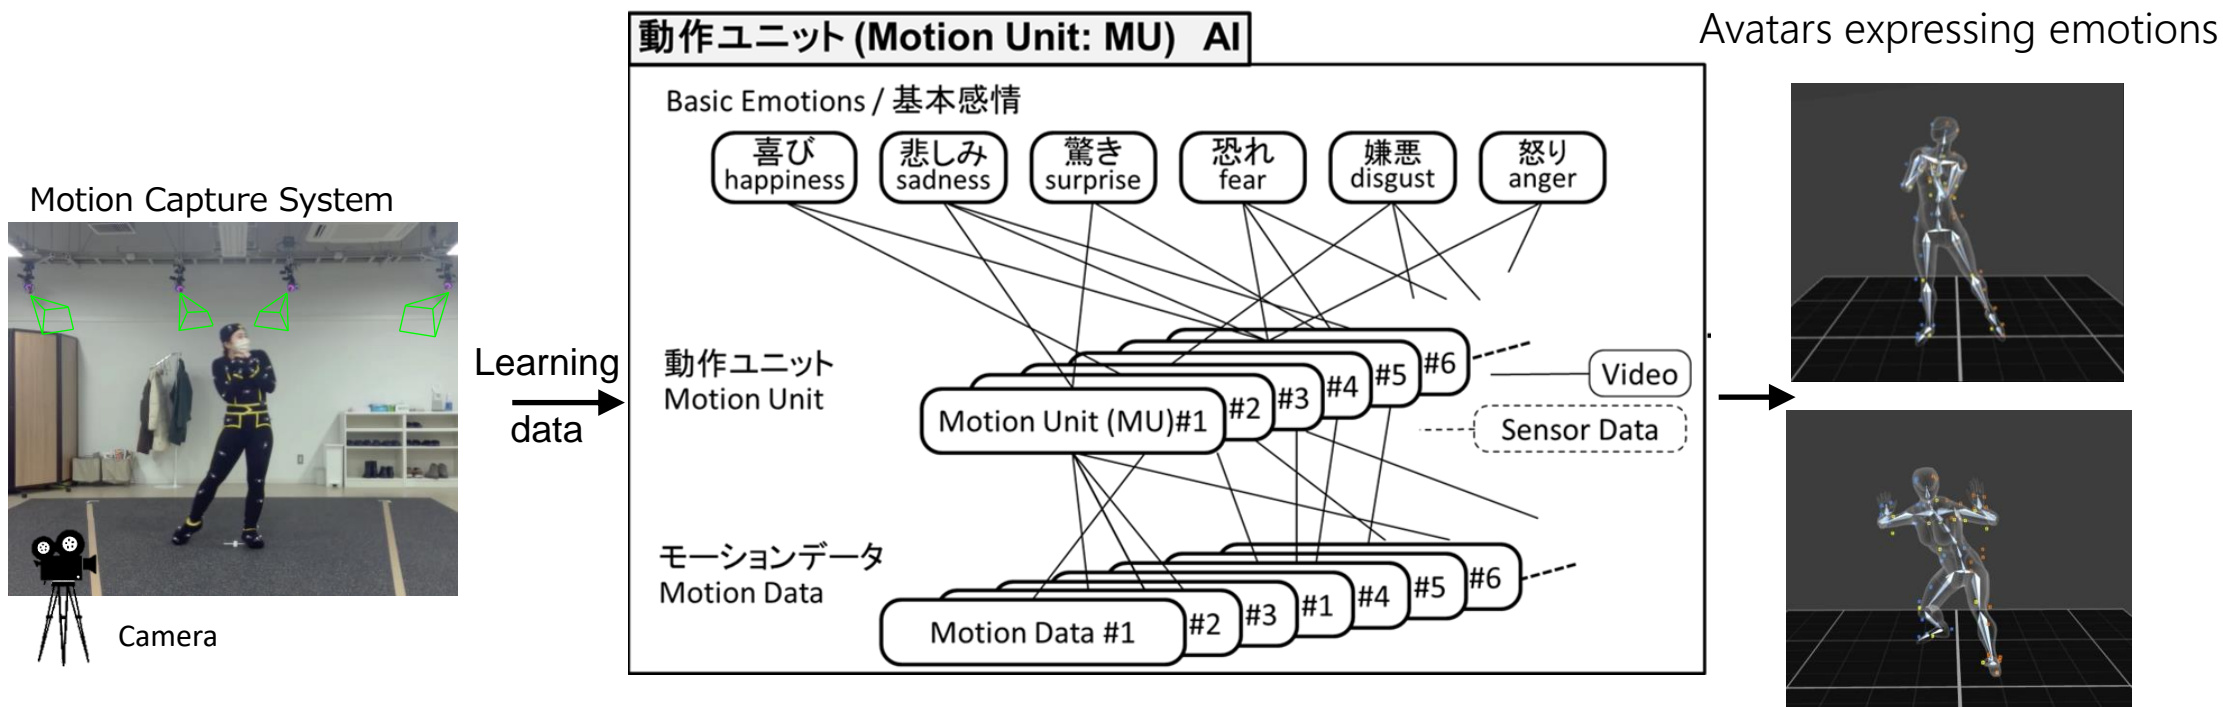 Motion Capture System
Camera
Learning
data
動作ユニット (Motion Unit: MU) AI
Basic Emotions / 基本感情
喜び
happiness
悲しみ
sadness
驚き
surprise
恐れ
fear
嫌悪
disgust
怒り
anger
動作ユニット
Motion Unit
Motion Unit (MU)#1
#2
#3
#4
#5
#6
Video
Sensor Data
モーションデータ
Motion Data
Motion Data #1
#2
#3
#1
#4
#5
#6
Avatars expressing emotions